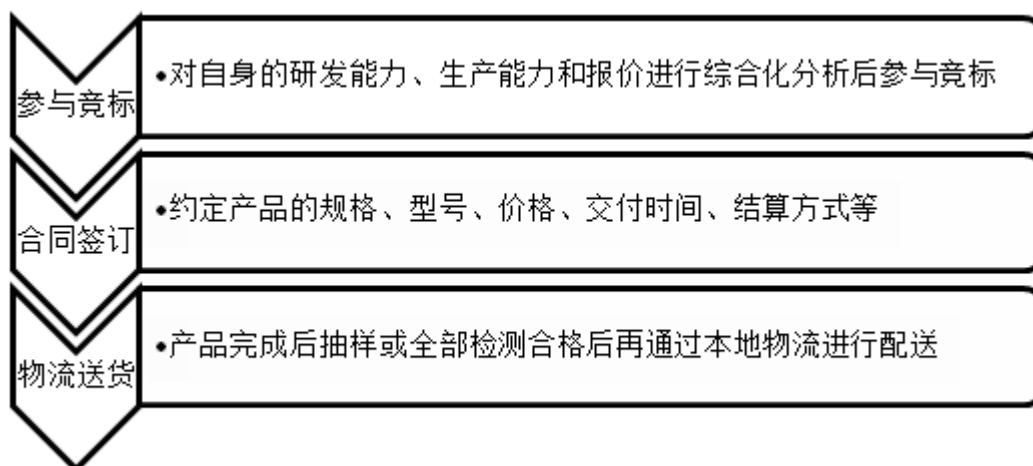 参与竞标
•对自身的研发能力、生产能力和报价进行综合化分析后参与竞标
合同签订
•约定产品的规格、型号、价格、交付时间、结算方式等
物流送货
•产品完成后抽样或全部检测合格后再通过本地物流进行配送